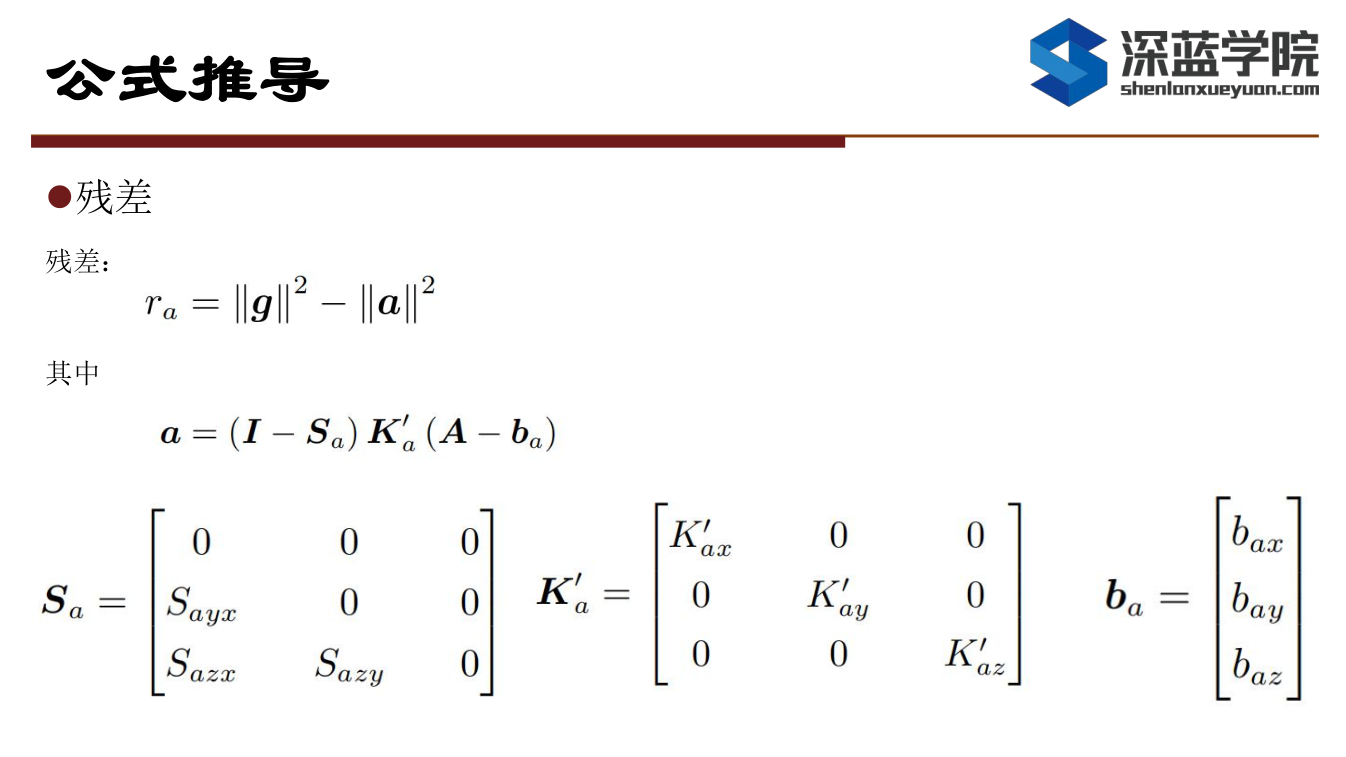 公式推导
深蓝学院
shenlanxueyuan.com
●残差
残差：
$r_a = \|\boldsymbol{g}\|^2 - \|\boldsymbol{a}\|^2$
其中
$\boldsymbol{a} = (\boldsymbol{I} - \boldsymbol{S}_a) \boldsymbol{K}'_a (\boldsymbol{A} - \boldsymbol{b}_a)$
$\boldsymbol{S}_a = \begin{bmatrix} 0 & 0 & 0 \\ S_{ayx} & 0 & 0 \\ S_{azx} & S_{azy} & 0 \end{bmatrix}$ $\boldsymbol{K}'_a = \begin{bmatrix} K'_{ax} & 0 & 0 \\ 0 & K'_{ay} & 0 \\ 0 & 0 & K'_{az} \end{bmatrix}$ $\boldsymbol{b}_a = \begin{bmatrix} b_{ax} \\ b_{ay} \\ b_{az} \end{bmatrix}$